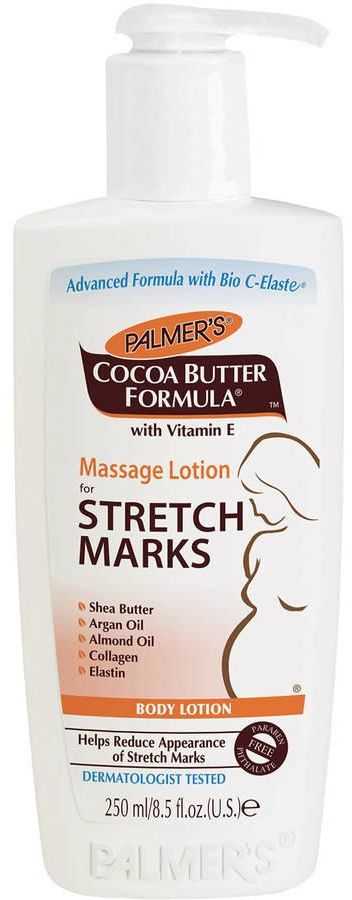 Advanced Formula with Bio C-Elaste®
PALMER'S®
COCOA BUTTER
FORMULA®
™
with Vitamin E
Massage Lotion
for
STRETCH
MARKS
Shea Butter
Argan Oil
Almond Oil
Collagen
Elastin
®
BODY LOTION
Helps Reduce Appearance
of Stretch Marks
PARABEN
FREE
PHTHALATE
DERMATOLOGIST TESTED
250 ml/8.5 fl.oz.(U.S.)℮
PALMER'S®